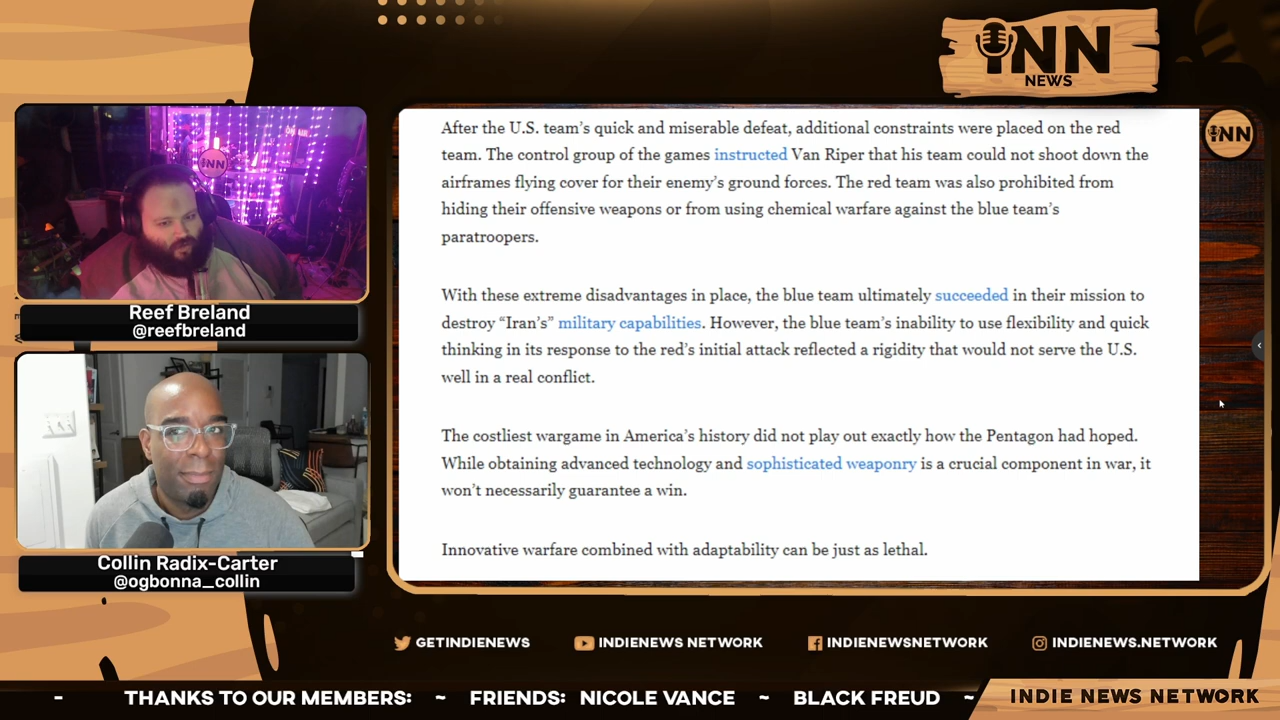 iNN
NEWS
iNN
ON AIR
iNN
Reef Breland
@reefbreland
Collin Radix-Carter
@ogbonna_collin
After the U.S. team’s quick and miserable defeat, additional constraints were placed on the red
team. The control group of the games instructed Van Riper that his team could not shoot down the
airframes flying cover for their enemy’s ground forces. The red team was also prohibited from
hiding their offensive weapons or from using chemical warfare against the blue team’s
paratroopers.
With these extreme disadvantages in place, the blue team ultimately succeeded in their mission to
destroy “Iran’s” military capabilities. However, the blue team’s inability to use flexibility and quick
thinking in its response to the red’s initial attack reflected a rigidity that would not serve the U.S.
well in a real conflict.
The costliest wargame in America’s history did not play out exactly how the Pentagon had hoped.
While obtaining advanced technology and sophisticated weaponry is a crucial component in war, it
won’t necessarily guarantee a win.
Innovative warfare combined with adaptability can be just as lethal.
GETINDIENEWS INDIENEWS NETWORK INDIENEWSNETWORK INDIENEWS.NETWORK
- THANKS TO OUR MEMBERS: ~ FRIENDS: NICOLE VANCE ~ BLACK FREUD ~ INDIE NEWS NETWORK